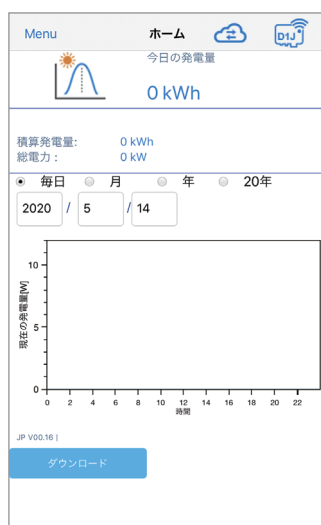 Menu ホーム D1J
今日の発電量
0 kWh
積算発電量: 0 kWh
総電力: 0 kW
毎日 月 年 20年
2020 / 5 / 14
現在の発電量[W]
10
5
0
0 2 4 6 8 10 12 14 16 18 20 22
時間
JP V00.16 |
ダウンロード